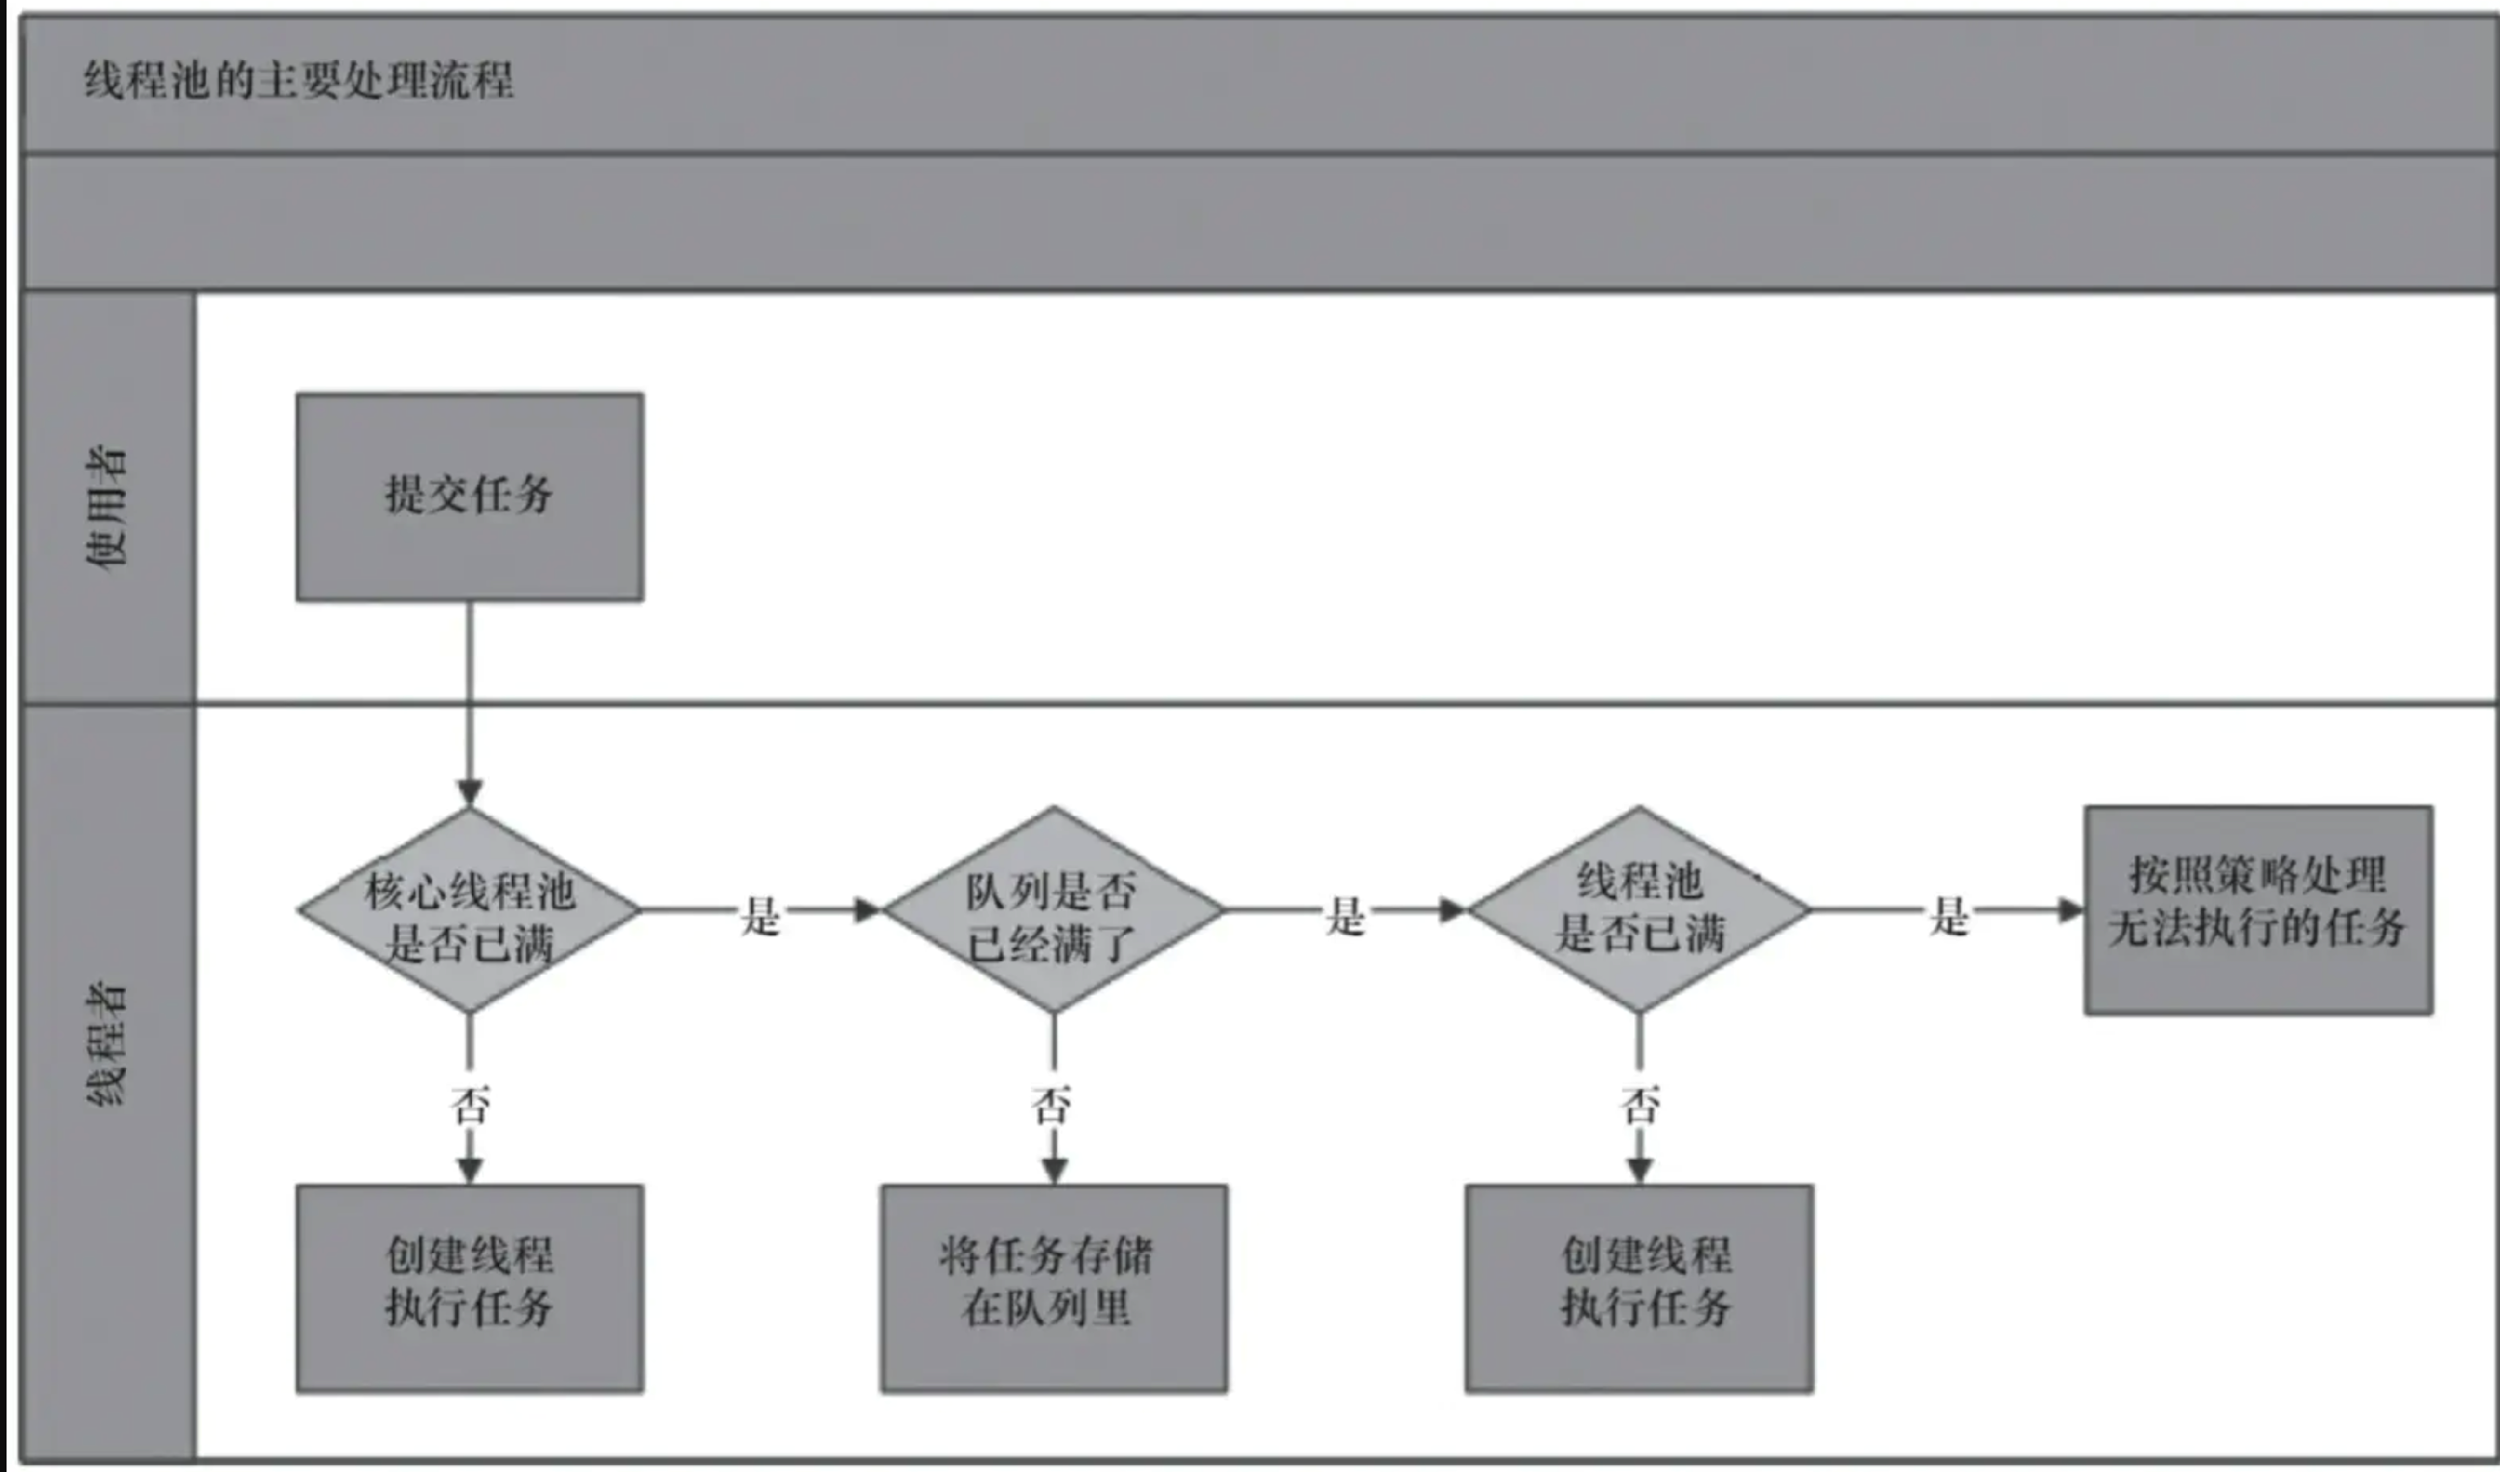 线程池的主要处理流程
使用者
提交任务
线程者
核心线程池
是否已满
是
队列是否
已经满了
是
线程池
是否已满
是
按照策略处理
无法执行的任务
否
否
否
创建线程
执行任务
将任务存储
在队列里
创建线程
执行任务